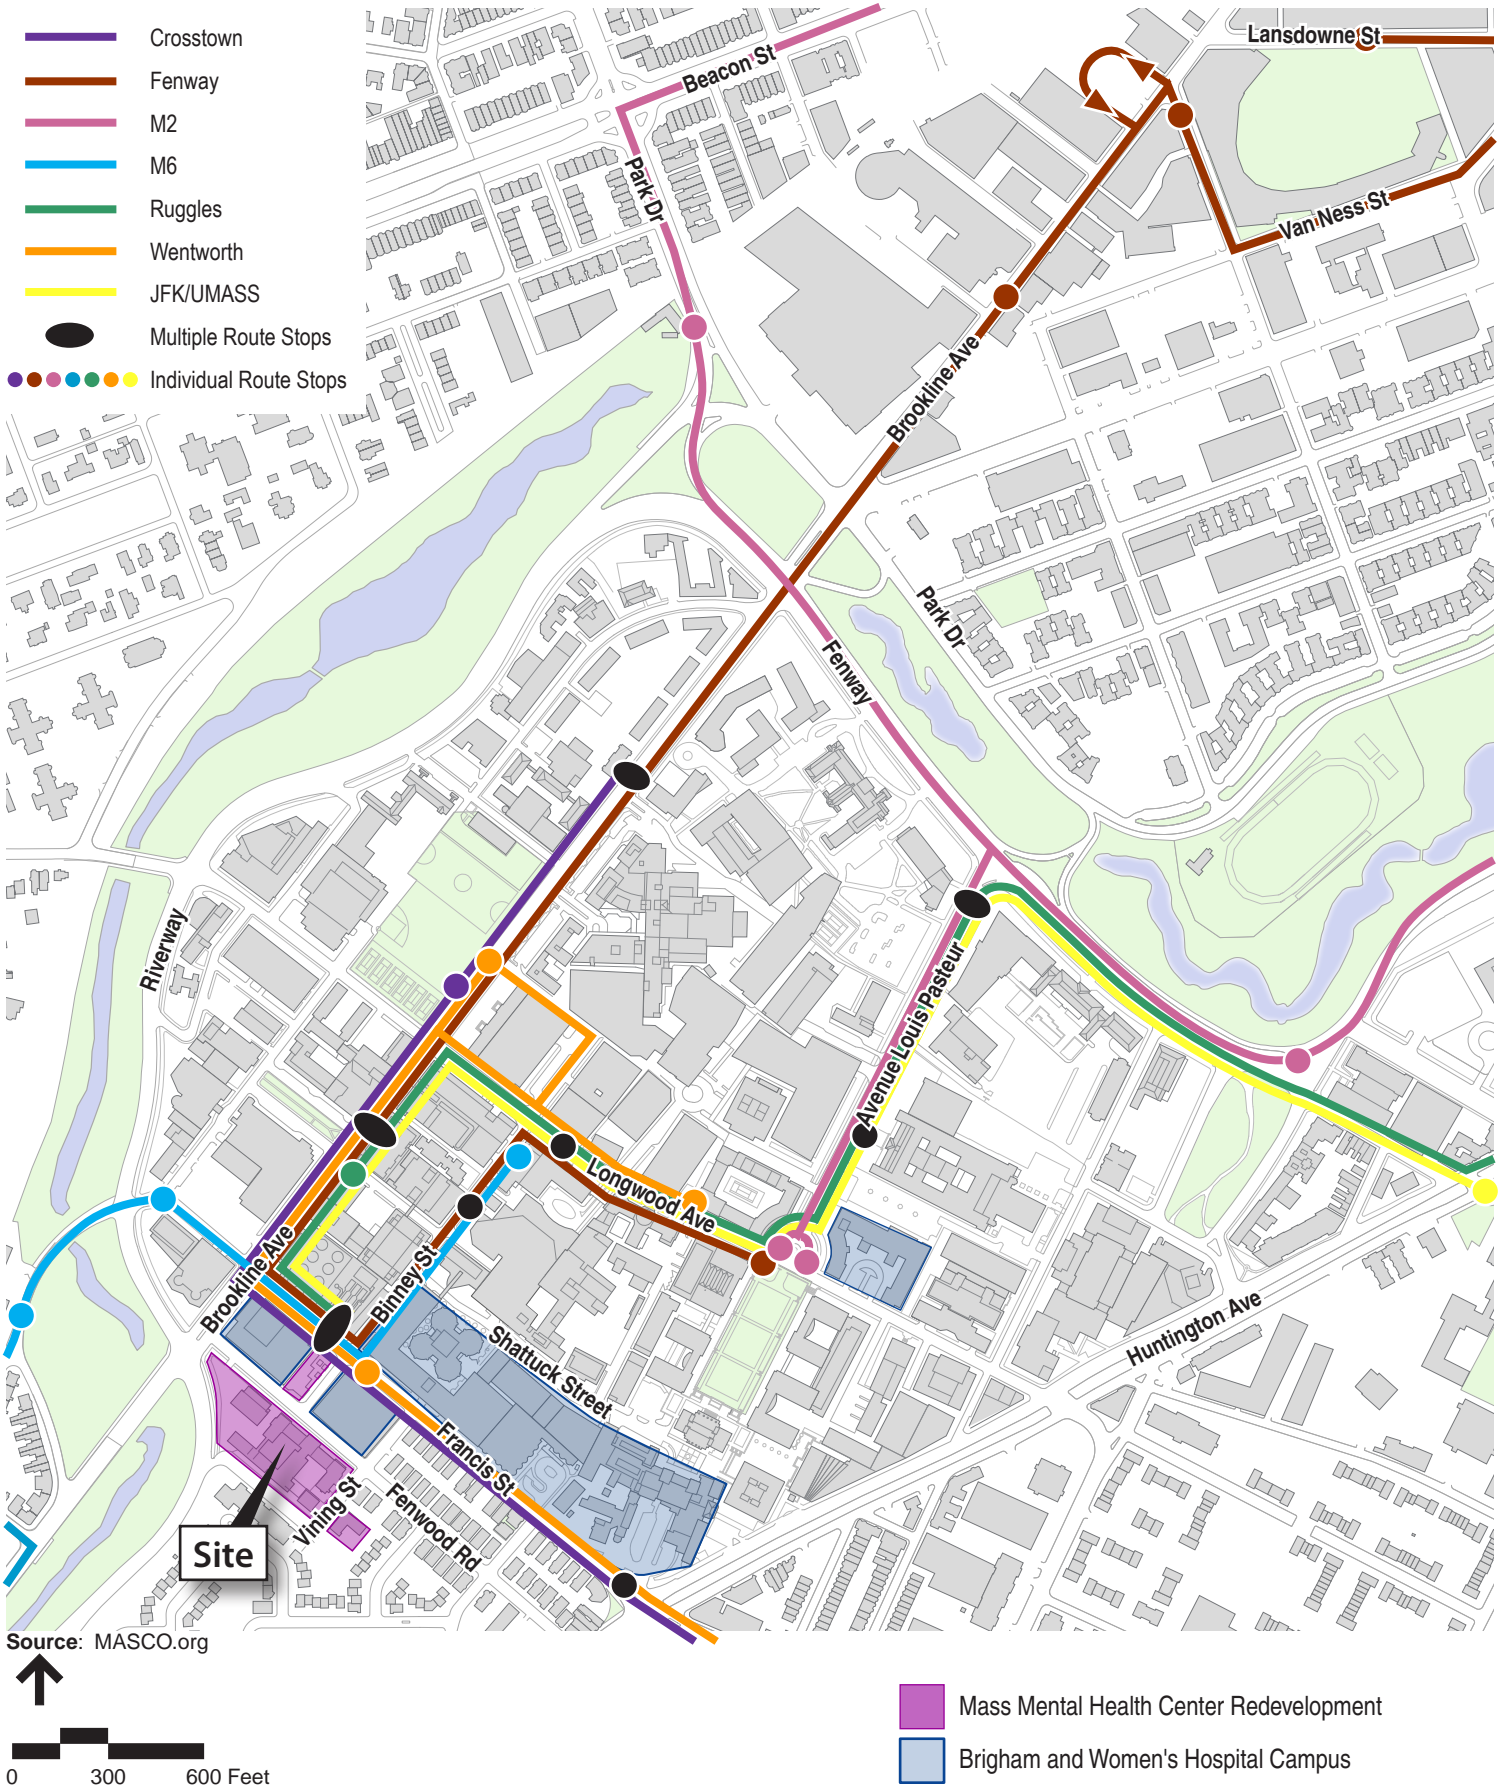 Crosstown
Fenway
M2
M6
Ruggles
Wentworth
JFK/UMASS
Multiple Route Stops
Individual Route Stops
Lansdowne St
Beacon St
Park Dr
Van Ness St
Brookline Ave
Park Dr
Fenway
Riverway
Avenue Louis Pasteur
Longwood Ave
Brookline Ave
Binney St
Shattuck Street
Huntington Ave
Francis St
Vining St
Fenwood Rd
Site
Source: MASCO.org
0 300 600 Feet
Mass Mental Health Center Redevelopment
Brigham and Women's Hospital Campus